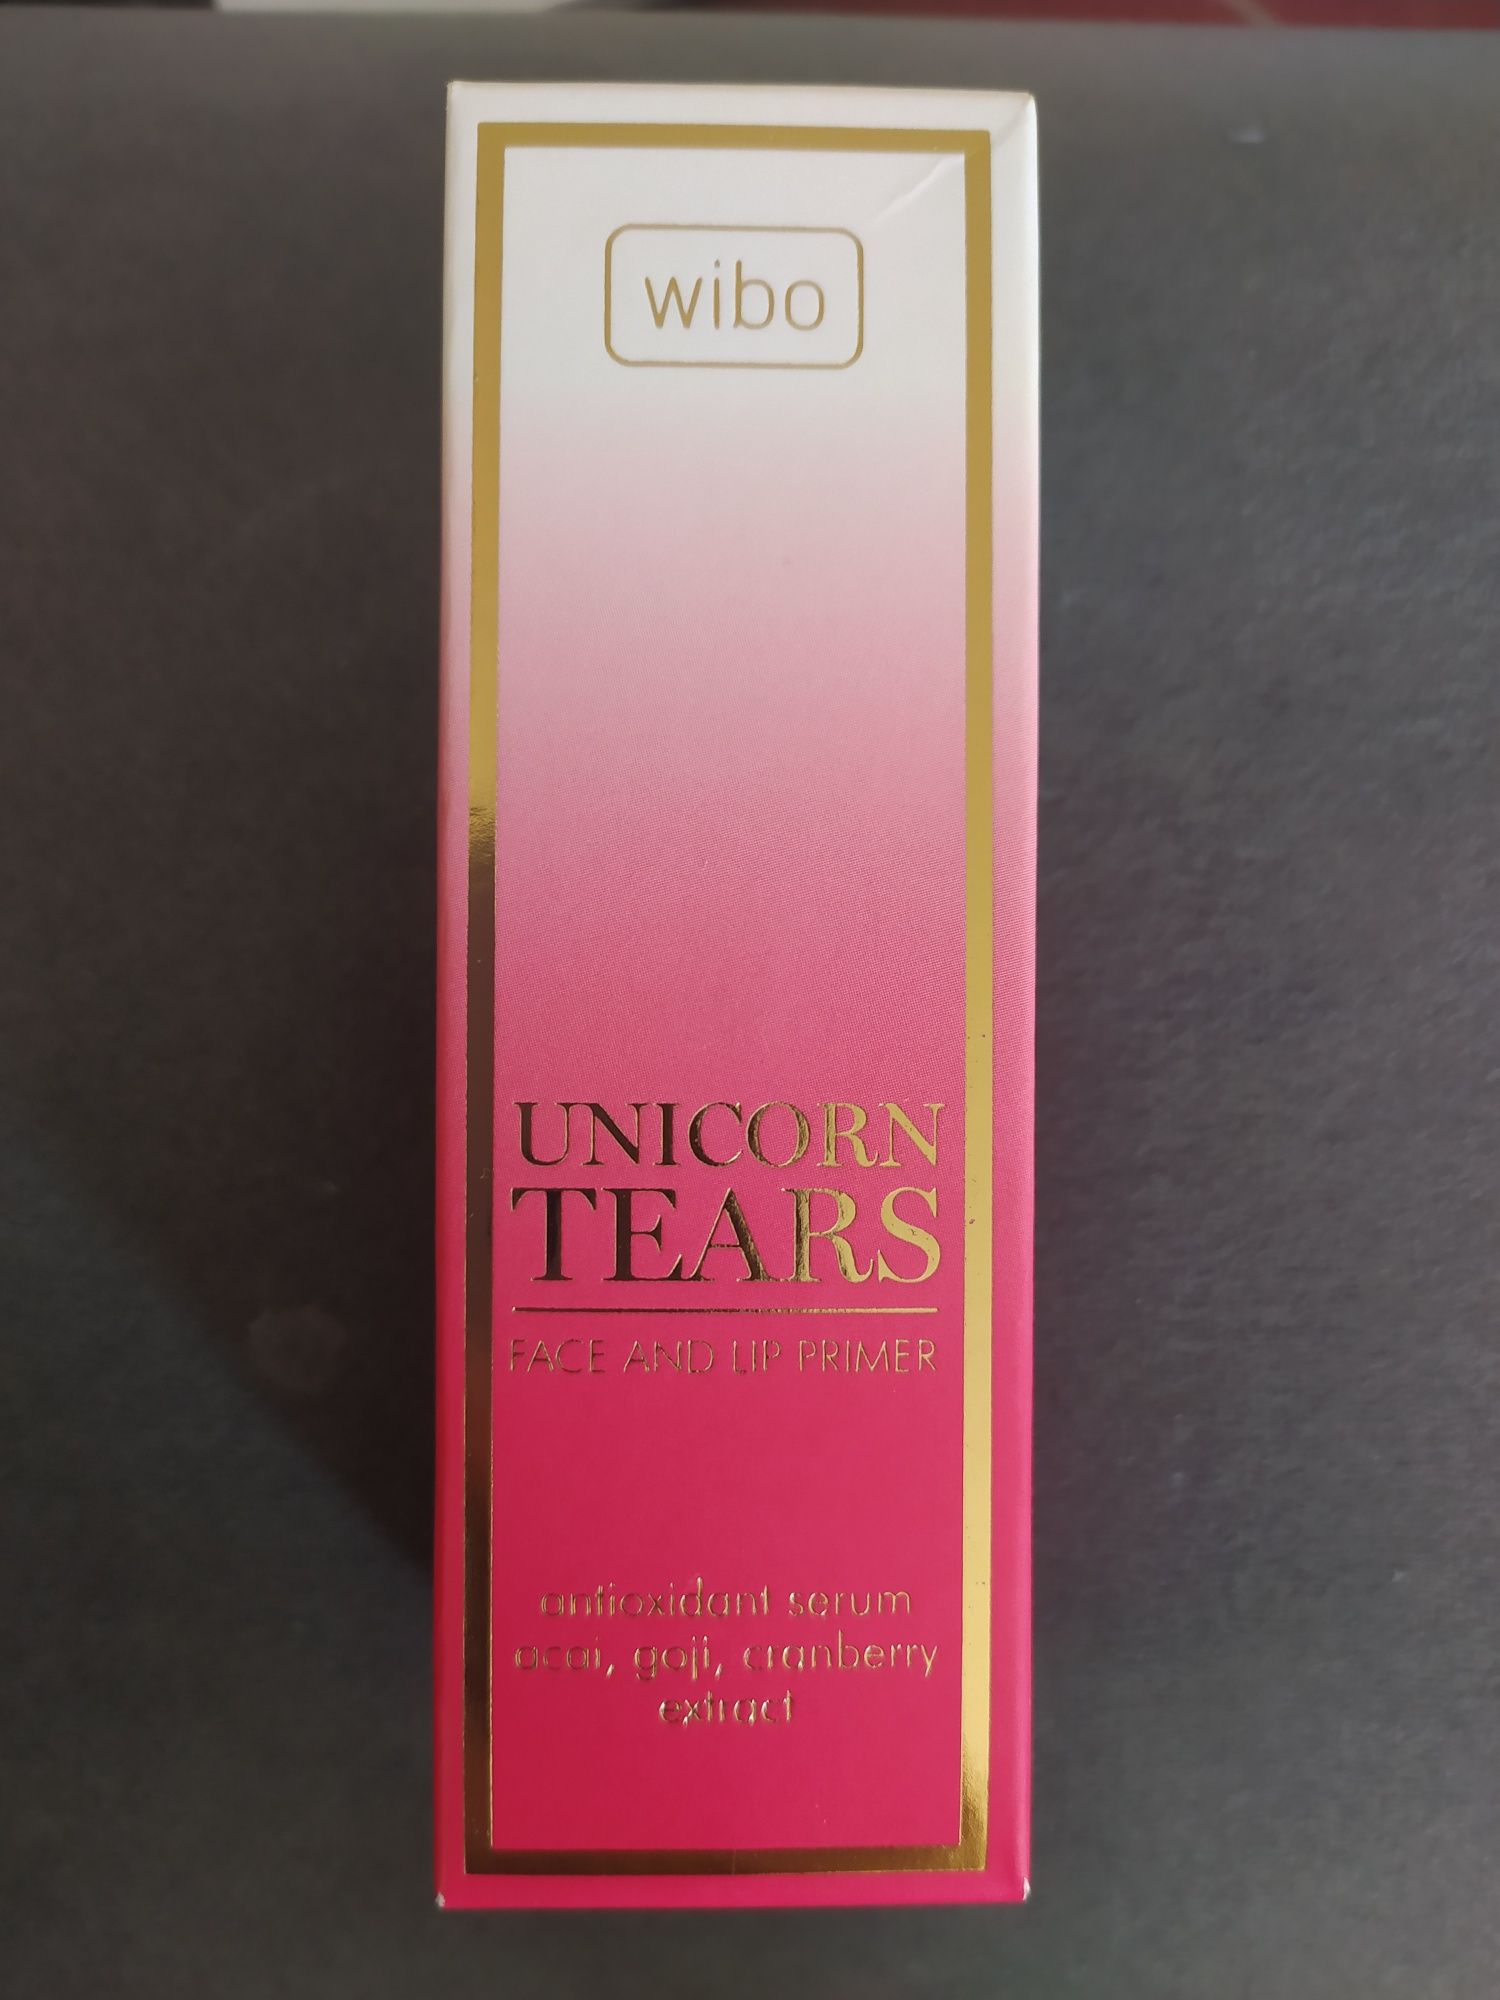 wibo
UNICORN
TEARS
FACE AND LIP PRIMER
antioxidant serum
acai, goji, cranberry
extract